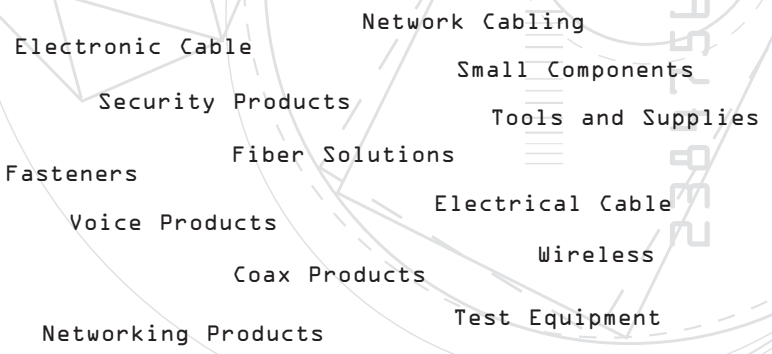 Network Cabling
Electronic Cable
Small Components
Security Products
Tools and Supplies
Fiber Solutions
Fasteners
Electrical Cable
Voice Products
Wireless
Coax Products
Test Equipment
Networking Products